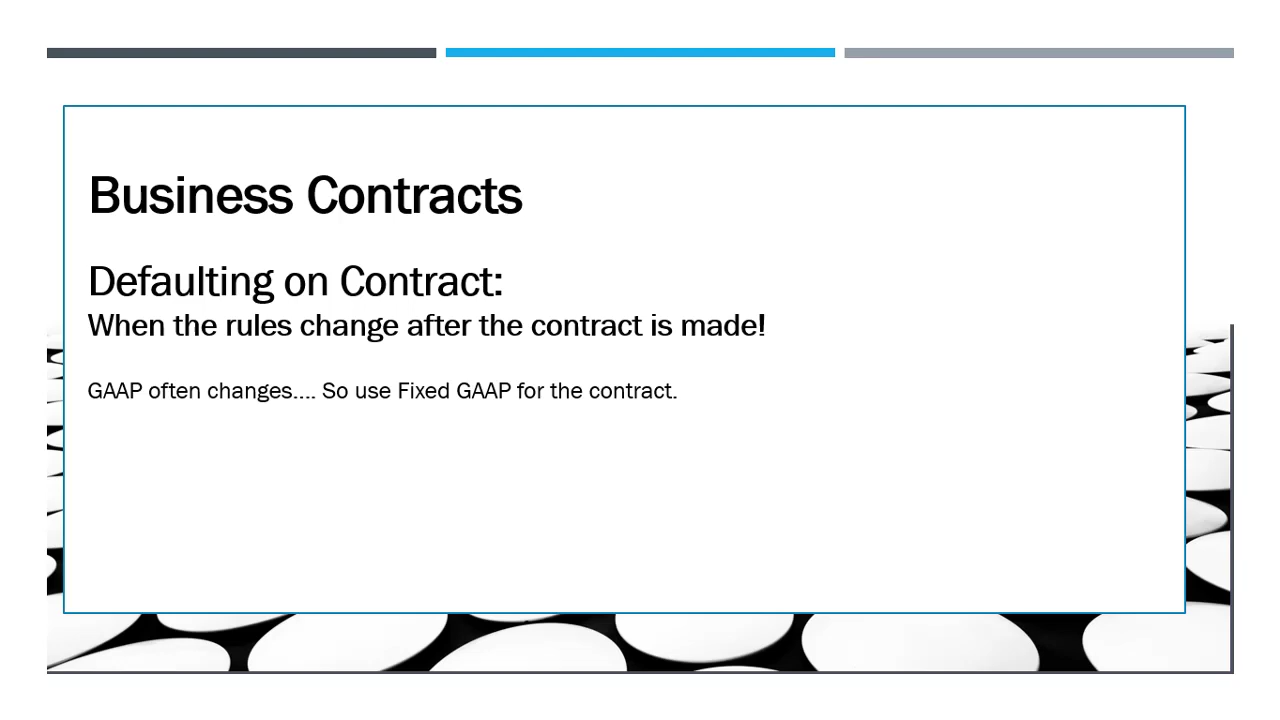 Business Contracts
Defaulting on Contract:
When the rules change after the contract is made!
GAAP often changes.... So use Fixed GAAP for the contract.